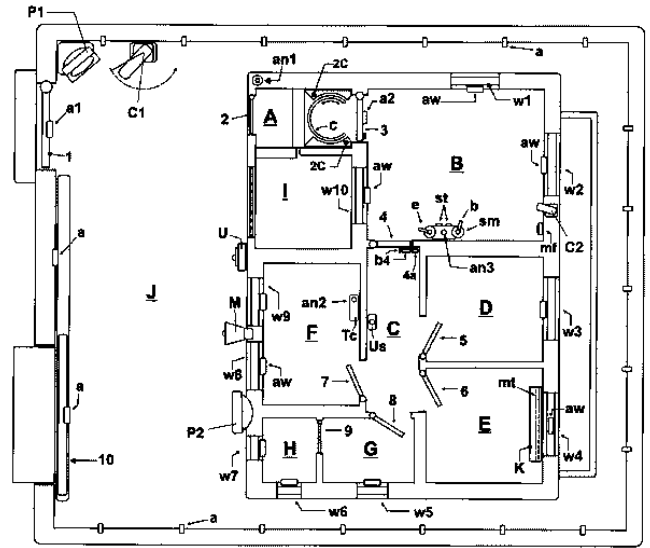 P1
C1
an1
2C
a
a1
2
A
c
a2
3
aw
w1
1
2C
B
aw
w2
I
w10
aw
e
st
b
sm
a
U
4
mf
C2
b4
4a
an3
J
M
w9
an2
F
Tc
C
Us
D
5
w3
w8
aw
7
6
mt
aw
a
P2
8
E
10
w7
H
9
G
K
w4
a
w6
w5